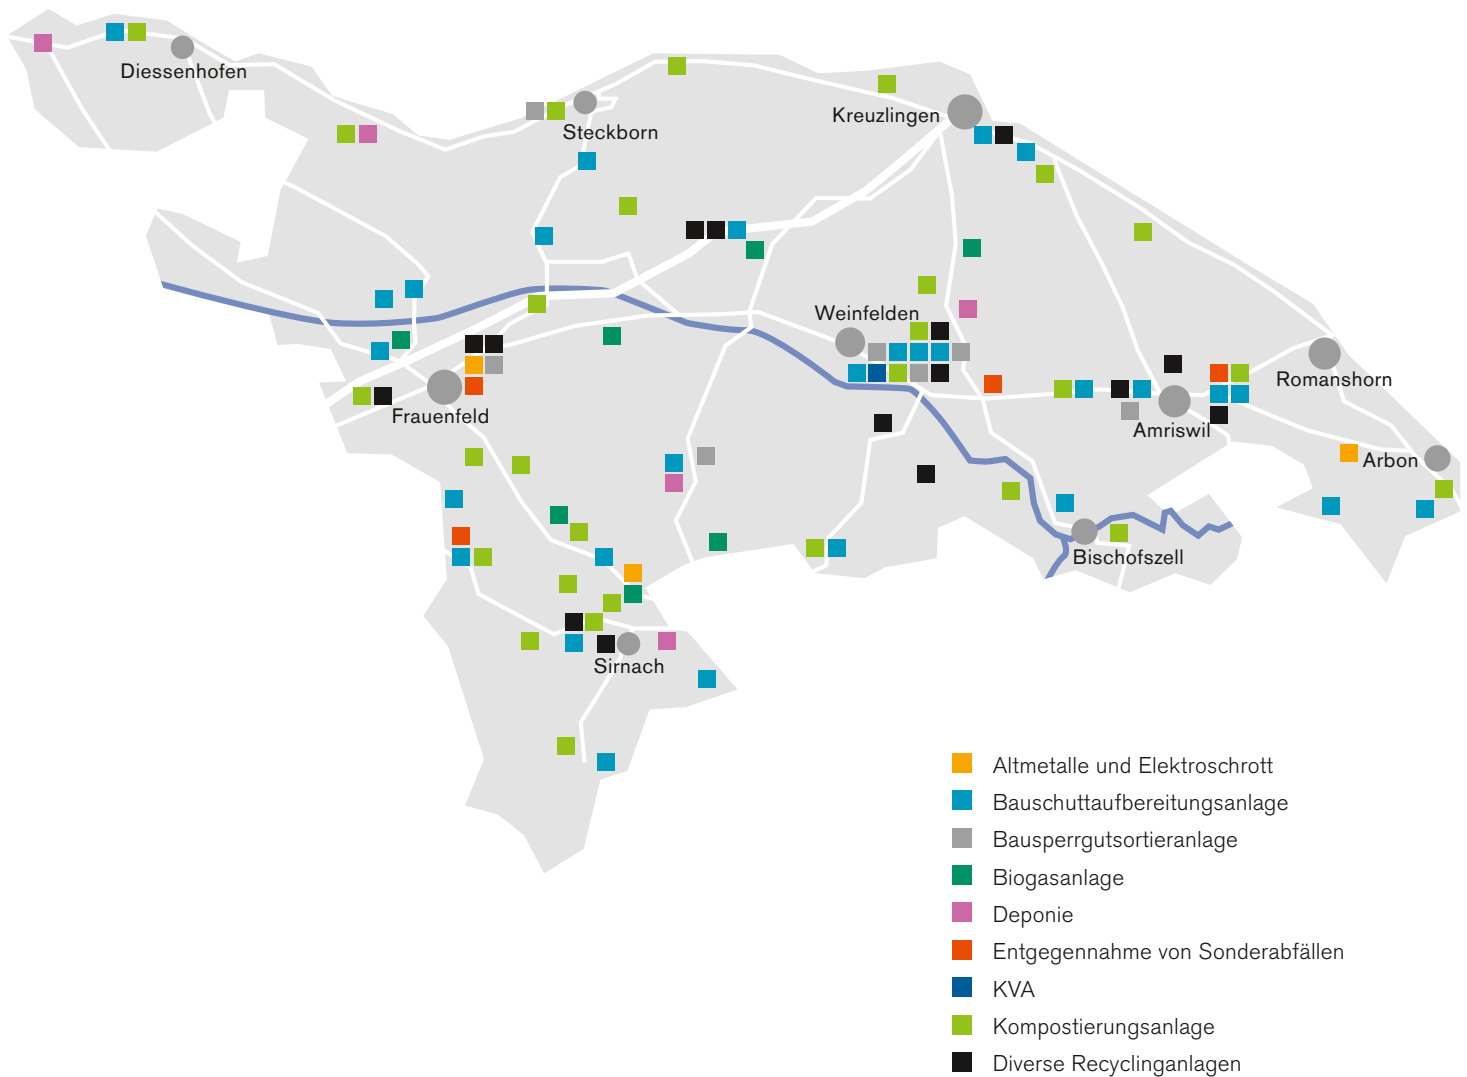 Diessenhofen
Steckborn
Kreuzlingen
Weinfelden
Romanshorn
Frauenfeld
Amriswil
Arbon
Bischofszell
Sirnach
Altmetalle und Elektroschrott
Bauschuttaufbereitungsanlage
Bausperrgutsortieranlage
Biogasanlage
Deponie
Entgegennahme von Sonderabfällen
KVA
Kompostierungsanlage
Diverse Recyclinganlagen